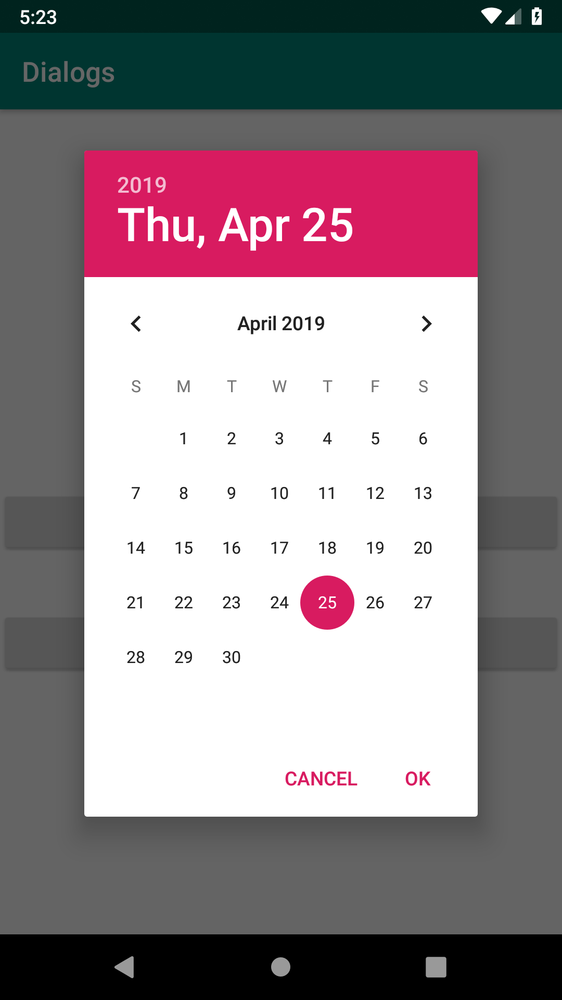 5:23
Dialogs
2019
Thu, Apr 25
April 2019
S M T W T F S
1 2 3 4 5 6
7 8 9 10 11 12 13
14 15 16 17 18 19 20
21 22 23 24 25 26 27
28 29 30
CANCEL OK